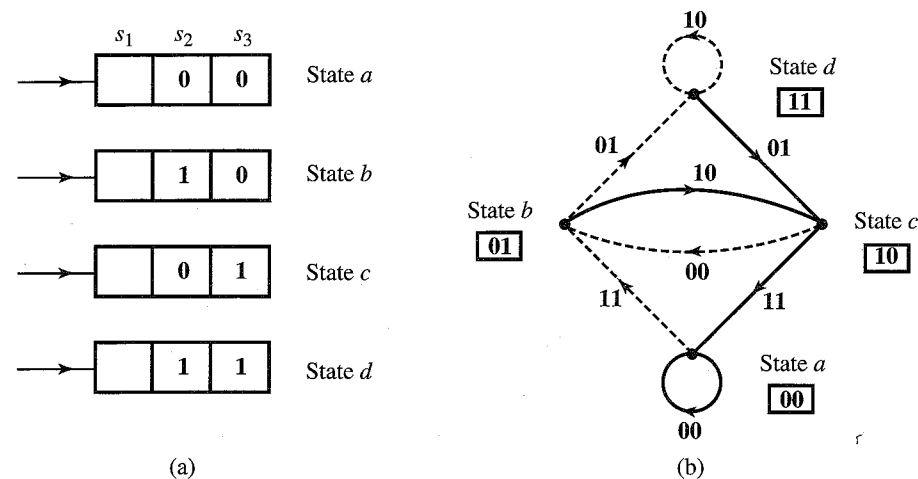 s1 s2 s3
0 0 State a
1 0 State b
0 1 State c
1 1 State d
(a)
10
State d
11
01 01
10
State b
01
State c
10
00
11 11
State a
00
00
(b)